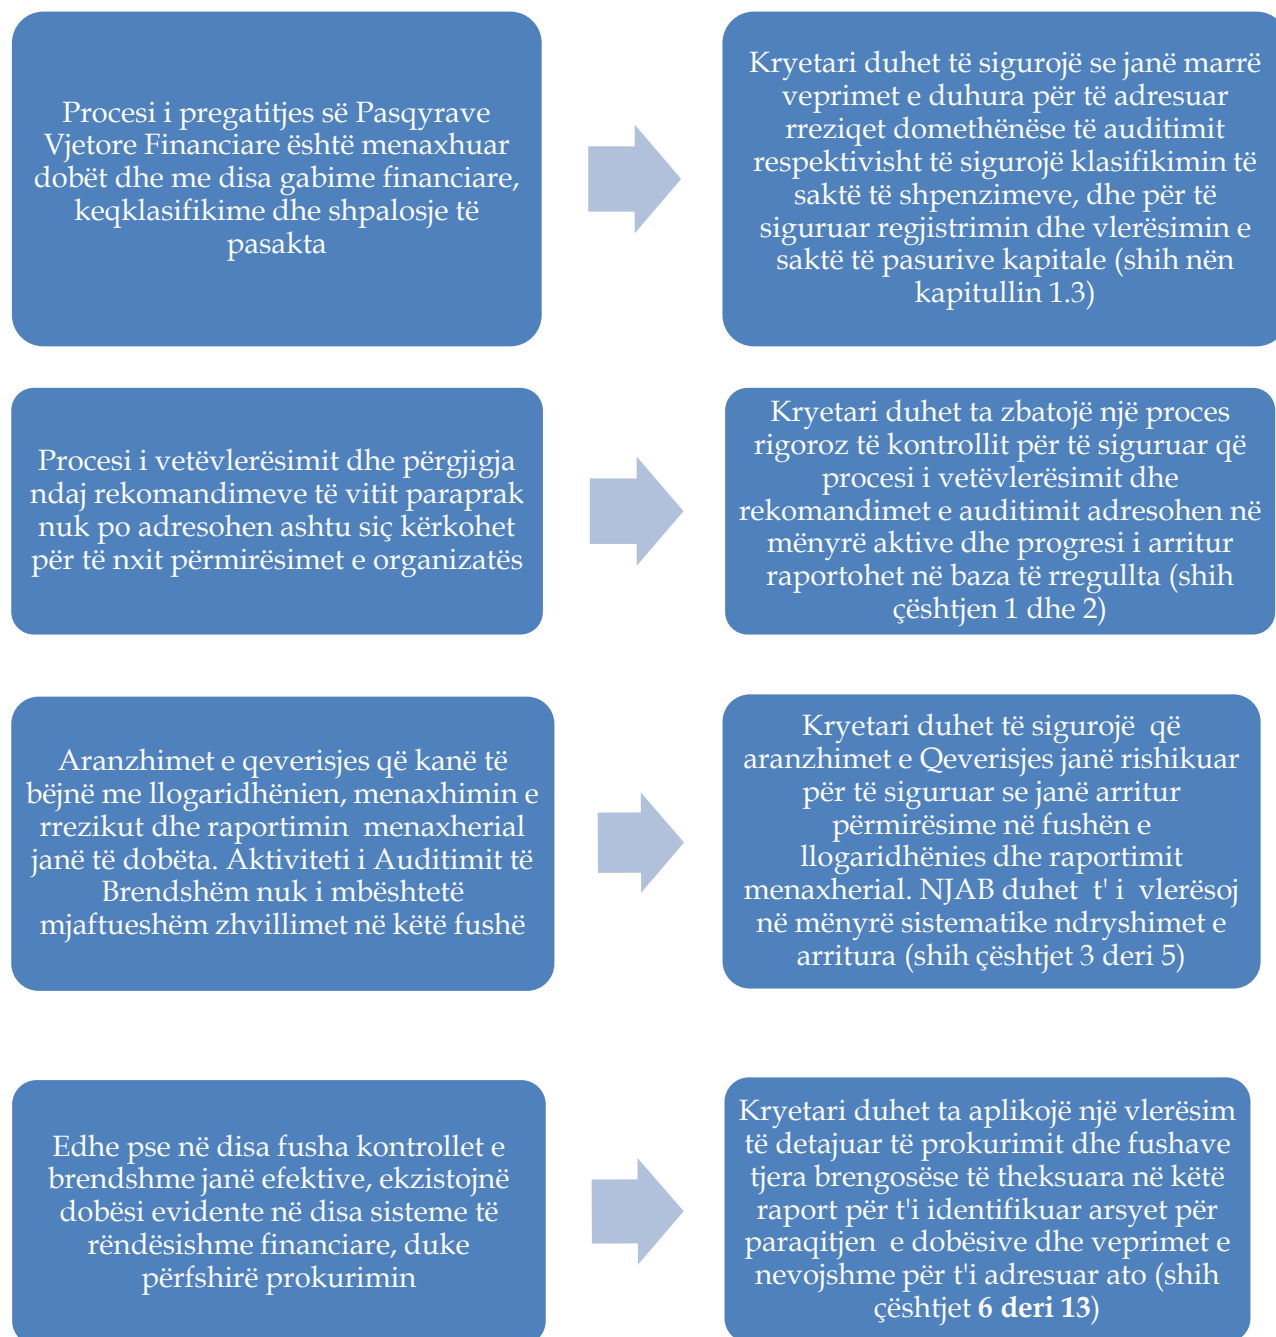 Procesi i pregatitjes së Pasqyrave
Vjetore Financiare është menaxhuar
dobët dhe me disa gabime financiare,
keqklasifikime dhe shpalosje të
pasakta
Kryetari duhet të sigurojë se janë marrë
veprimet e duhura për të adresuar
rreziqet domethënëse të auditimit
respektivisht të sigurojë klasifikimin të
saktë të shpenzimeve, dhe për të
siguruar regjistrimin dhe vlerësimin e
saktë të pasurive kapitale (shih nën
kapitullin 1.3)
Procesi i vetëvlerësimit dhe përgjigja
ndaj rekomandimeve të vitit paraprak
nuk po adresohen ashtu siç kërkohet
për të nxit përmirësimet e organizatës
Kryetari duhet ta zbatojë një proces
rigoroz të kontrollit për të siguruar që
procesi i vetëvlerësimit dhe
rekomandimet e auditimit adresohen në
mënyrë aktive dhe progresi i arritur
raportohet në baza të rregullta (shih
çështjen 1 dhe 2)
Aranzhimet e qeverisjes që kanë të
bëjnë me llogaridhënien, menaxhimin e
rrezikut dhe raportimin menaxherial
janë të dobëta. Aktiviteti i Auditimit të
Brendshëm nuk i mbështetë
mjaftueshëm zhvillimet në këtë fushë
Kryetari duhet të sigurojë që
aranzhimet e Qeverisjes janë rishikuar
për të siguruar se janë arritur
përmirësime në fushën e
llogaridhënies dhe raportimit
menaxherial. NJAB duhet t' i vlerësoj
në mënyrë sistematike ndryshimet e
arritura (shih çështjet 3 deri 5)
Edhe pse në disa fusha kontrollet e
brendshme janë efektive, ekzistojnë
dobësi evidente në disa sisteme të
rëndësishme financiare, duke
përfshirë prokurimin
Kryetari duhet ta aplikojë një vlerësim
të detajuar të prokurimit dhe fushave
tjera brengosëse të theksuara në këtë
raport për t'i identifikuar arsyet për
paraqitjen e dobësive dhe veprimet e
nevojshme për t'i adresuar ato (shih
çështjet 6 deri 13)